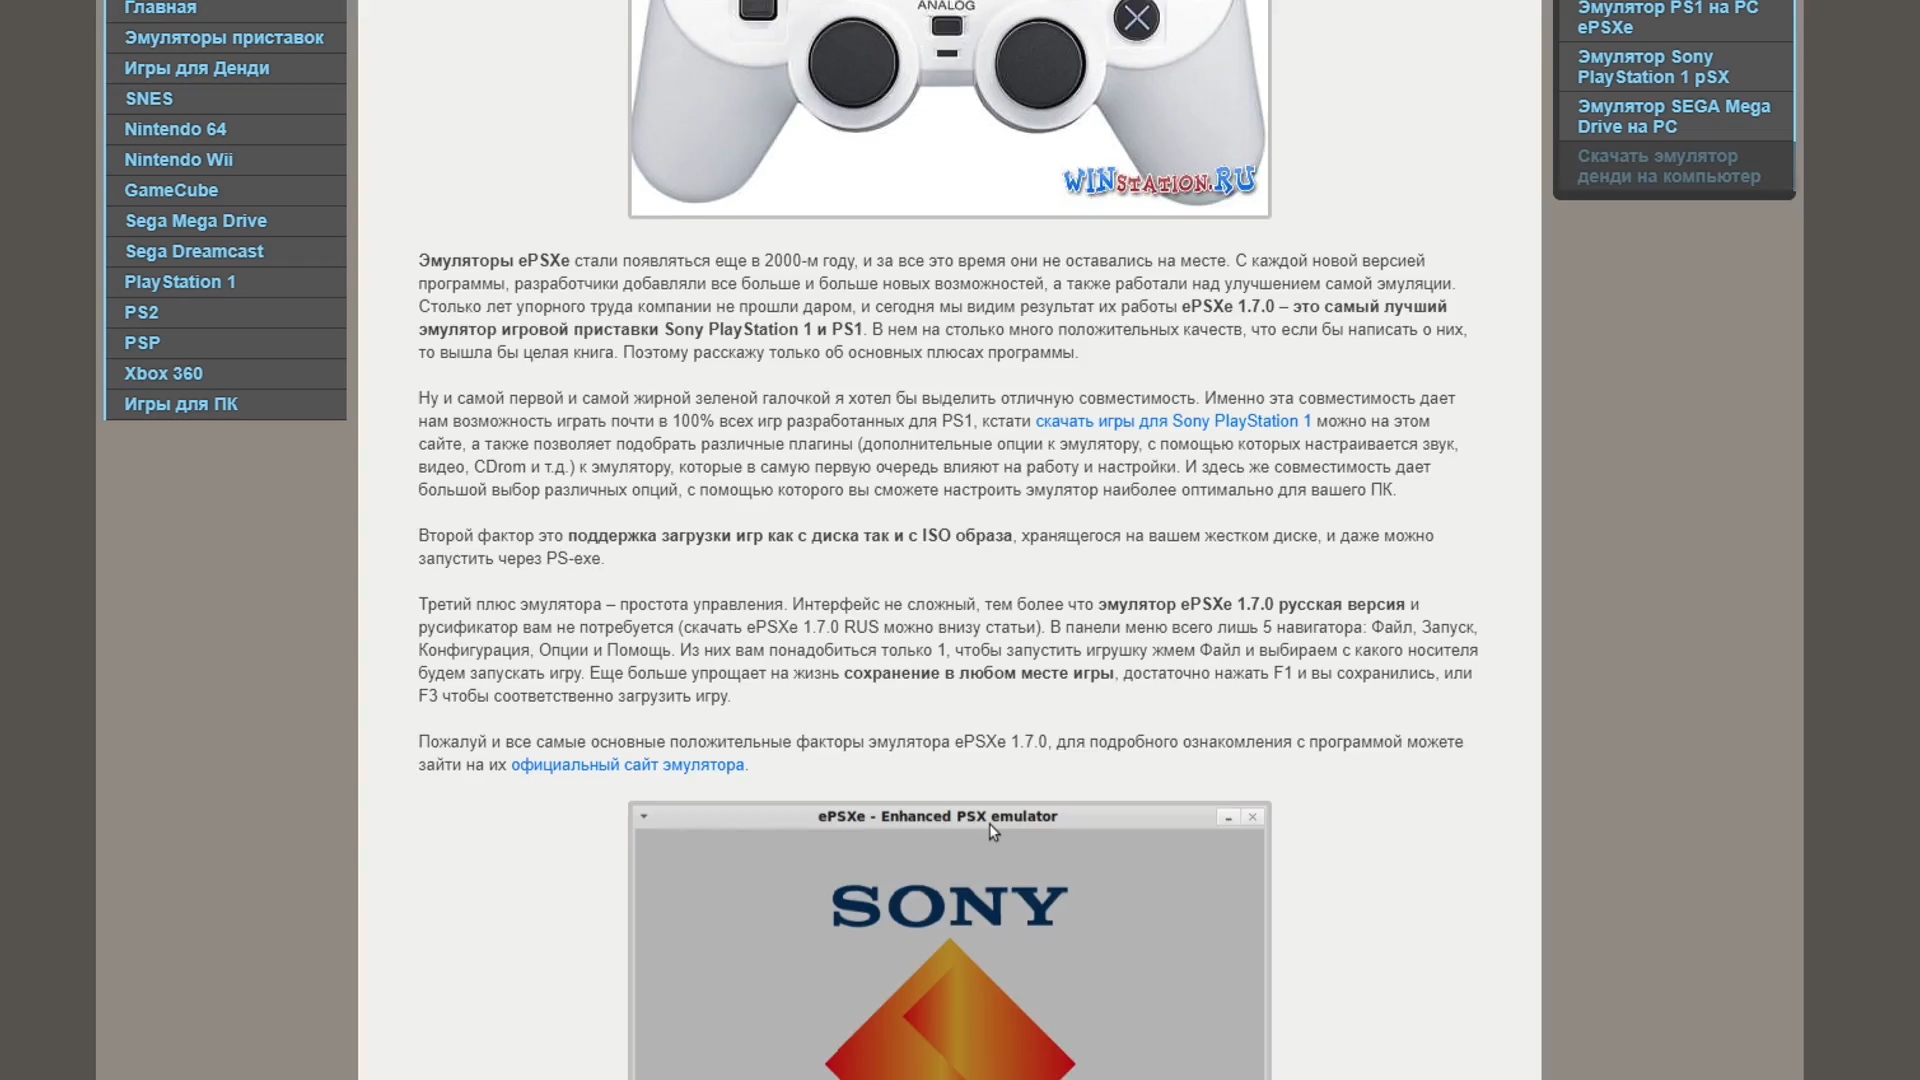 Главная
Эмуляторы приставок
Игры для Денди
SNES
Nintendo 64
Nintendo Wii
GameCube
Sega Mega Drive
Sega Dreamcast
PlayStation 1
PS2
PSP
Xbox 360
Игры для ПК
ANALOG
WINSTATION.RU
Эмуляторы ePSXe стали появляться еще в 2000-м году, и за все это время они не оставались на месте. С каждой новой версией
программы, разработчики добавляли все больше и больше новых возможностей, а также работали над улучшением самой эмуляции.
Столько лет упорного труда компании не прошли даром, и сегодня мы видим результат их работы ePSXe 1.7.0 – это самый лучший
эмулятор игровой приставки Sony PlayStation 1 и PS1. В нем на столько много положительных качеств, что если бы написать о них,
то вышла бы целая книга. Поэтому расскажу только об основных плюсах программы.
Ну и самой первой и самой жирной зеленой галочкой я хотел бы выделить отличную совместимость. Именно эта совместимость дает
нам возможность играть почти в 100% всех игр разработанных для PS1, кстати скачать игры для Sony PlayStation 1 можно на этом
сайте, а также позволяет подобрать различные плагины (дополнительные опции к эмулятору, с помощью которых настраивается звук,
видео, CDrom и т.д.) к эмулятору, которые в самую первую очередь влияют на работу и настройки. И здесь же совместимость дает
большой выбор различных опций, с помощью которого вы сможете настроить эмулятор наиболее оптимально для вашего ПК.
Второй фактор это поддержка загрузки игр как с диска так и с ISO образа, хранящегося на вашем жестком диске, и даже можно
запустить через PS-exe.
Третий плюс эмулятора – простота управления. Интерфейс не сложный, тем более что эмулятор ePSXe 1.7.0 русская версия и
русификатор вам не потребуется (скачать ePSXe 1.7.0 RUS можно внизу статьи). В панели меню всего лишь 5 навигатора: Файл, Запуск,
Конфигурация, Опции и Помощь. Из них вам понадобиться только 1, чтобы запустить игрушку жмем Файл и выбираем с какого носителя
будем запускать игру. Еще больше упрощает на жизнь сохранение в любом месте игры, достаточно нажать F1 и вы сохранились, или
F3 чтобы соответственно загрузить игру.
Пожалуй и все самые основные положительные факторы эмулятора ePSXe 1.7.0, для подробного ознакомления с программой можете
зайти на их официальный сайт эмулятора.
ePSXe - Enhanced PSX emulator
SONY
Эмулятор PS1 на PC
ePSXe
Эмулятор Sony
PlayStation 1 pSX
Эмулятор SEGA Mega
Drive на PC
Скачать эмулятор
денди на компьютер